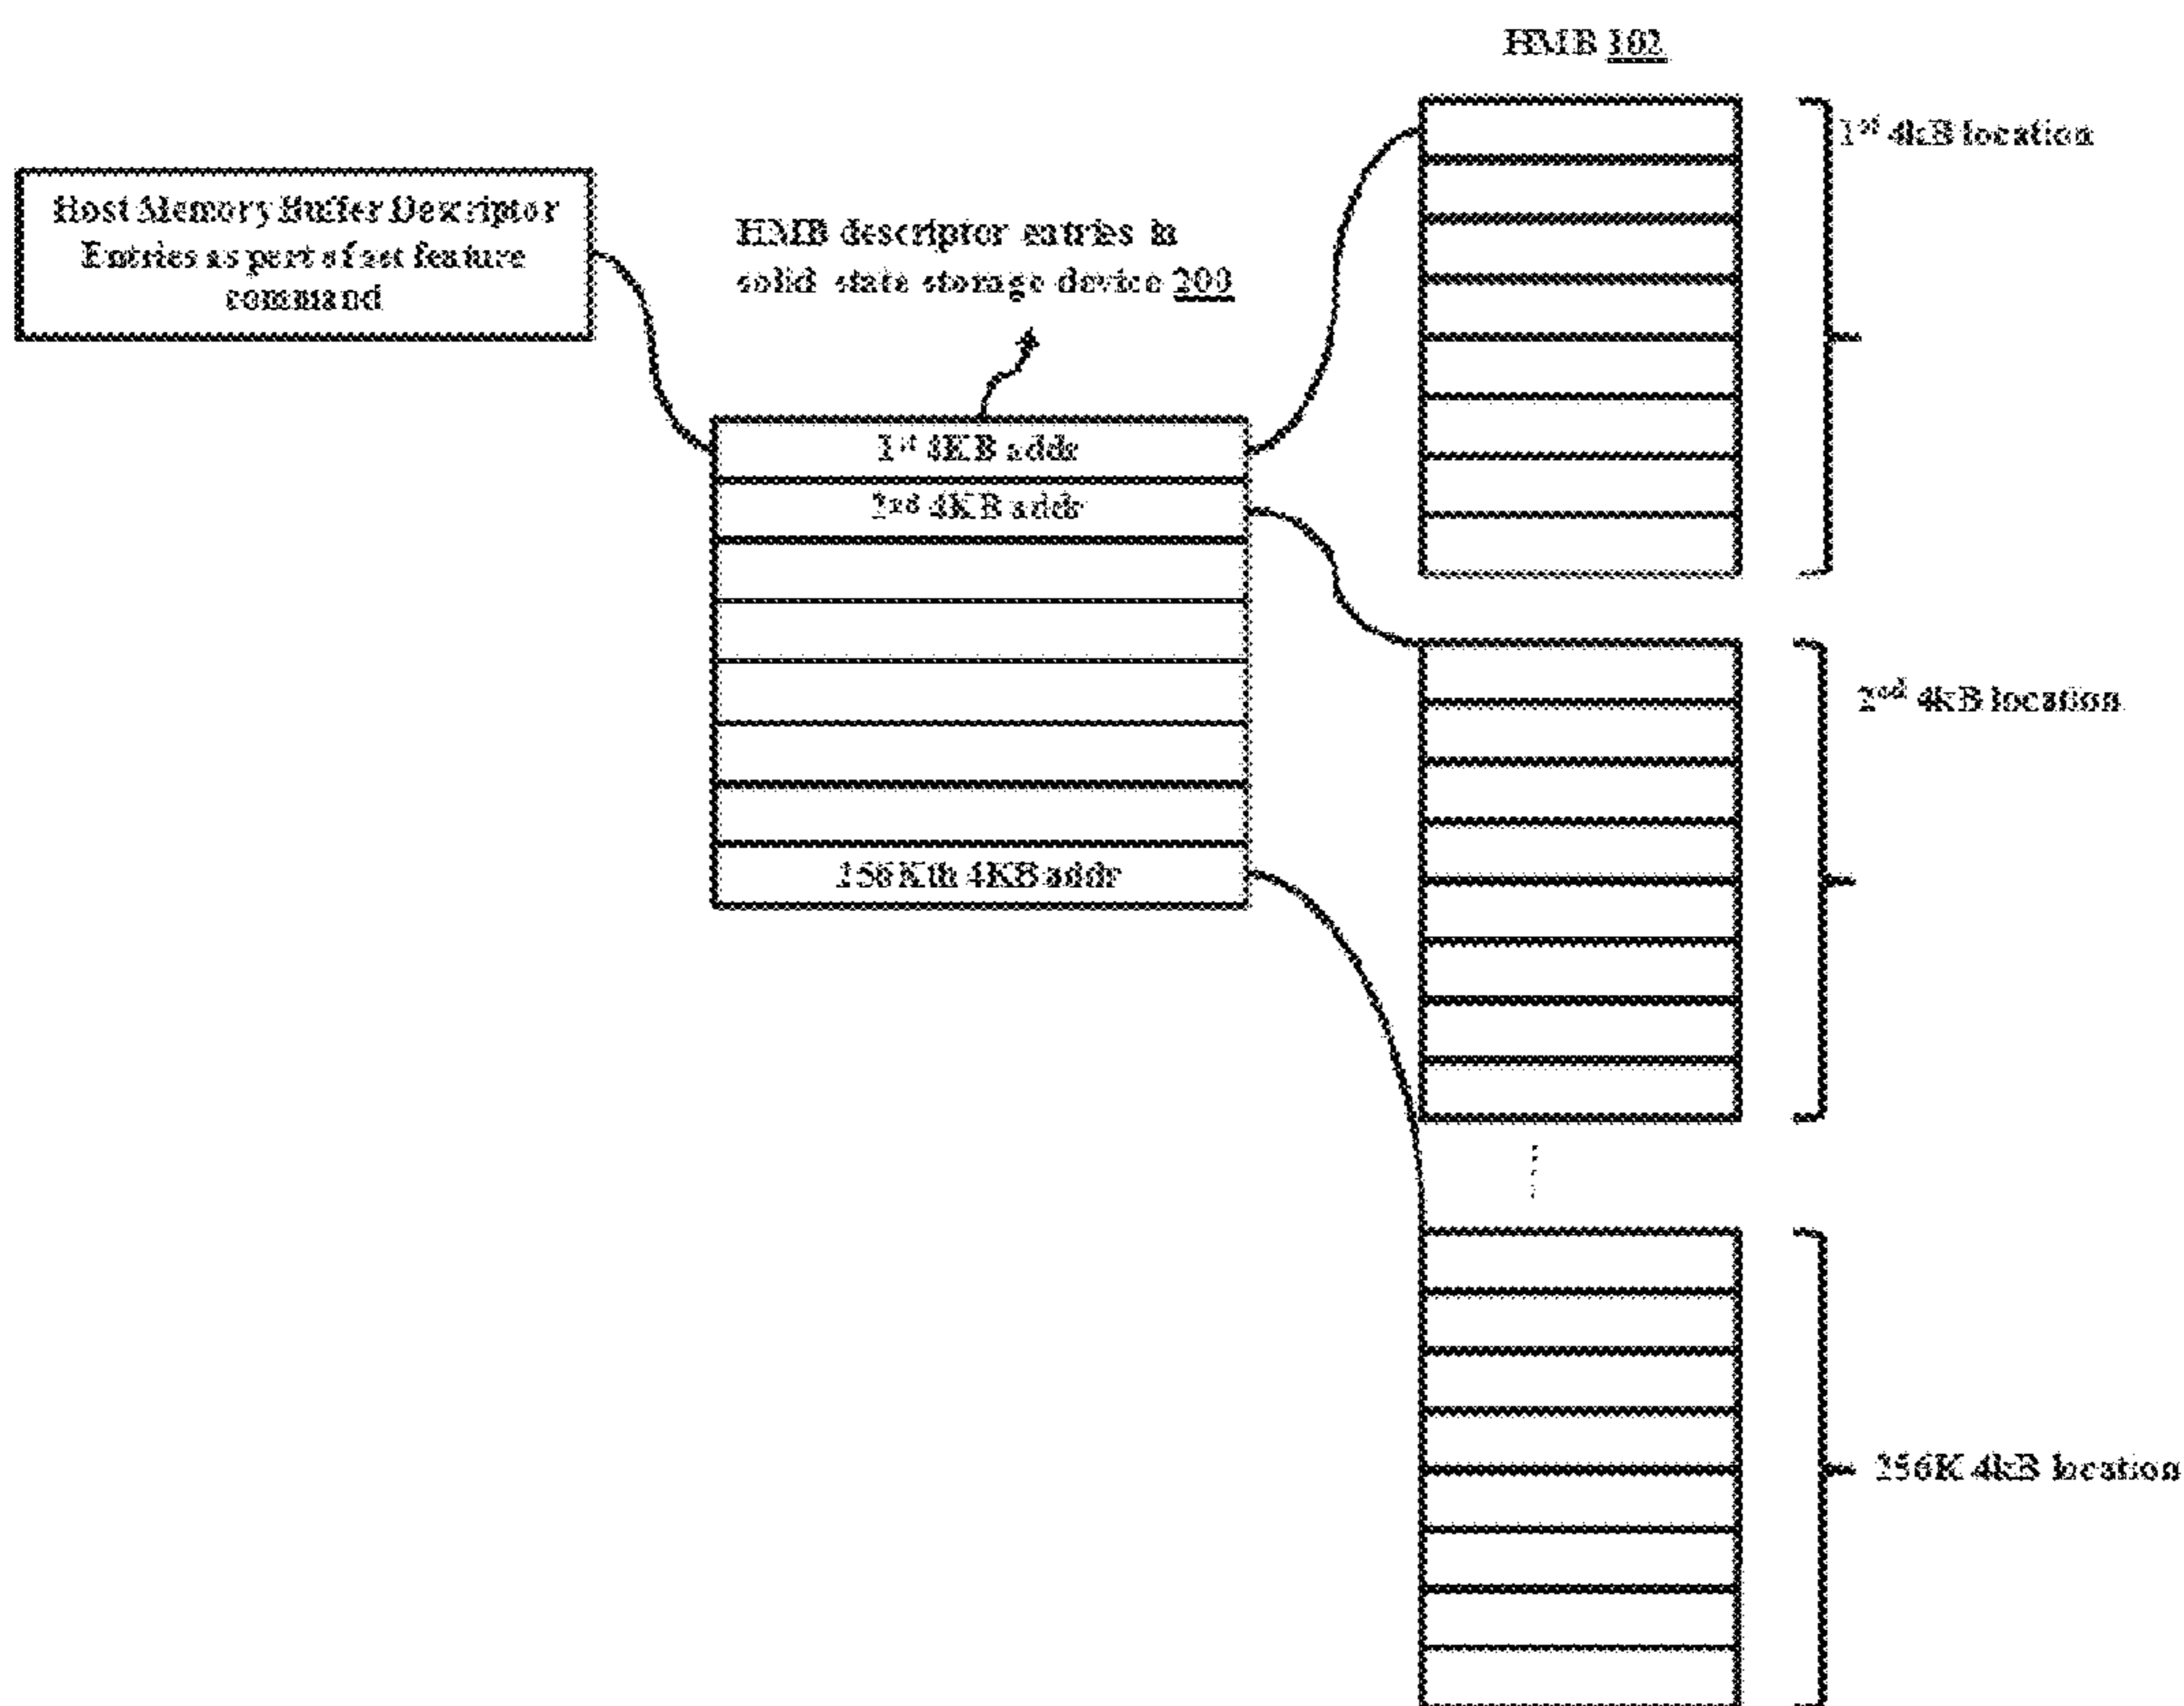 HMB 102
1st 4kB location
Host Memory Buffer Descriptor
Entries as part of set feature
command
HMB descriptor entries in
solid state storage device 200
1st 4KB addr
2nd 4KB addr
2nd 4kB location
256Kth 4KB addr
256K 4kB location